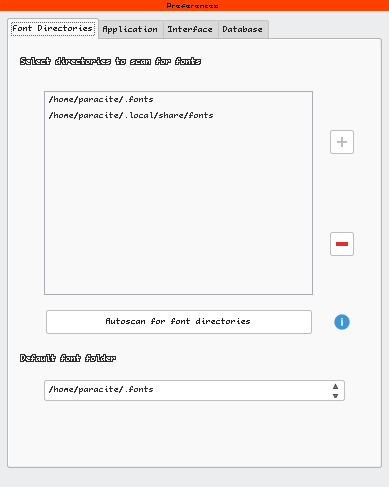 Preferences
Font Directories
Application
Interface
Database
Select directories to scan for fonts
/home/paracite/.fonts
/home/paracite/.local/share/fonts
Autoscan for font directories
Default font folder
/home/paracite/.fonts